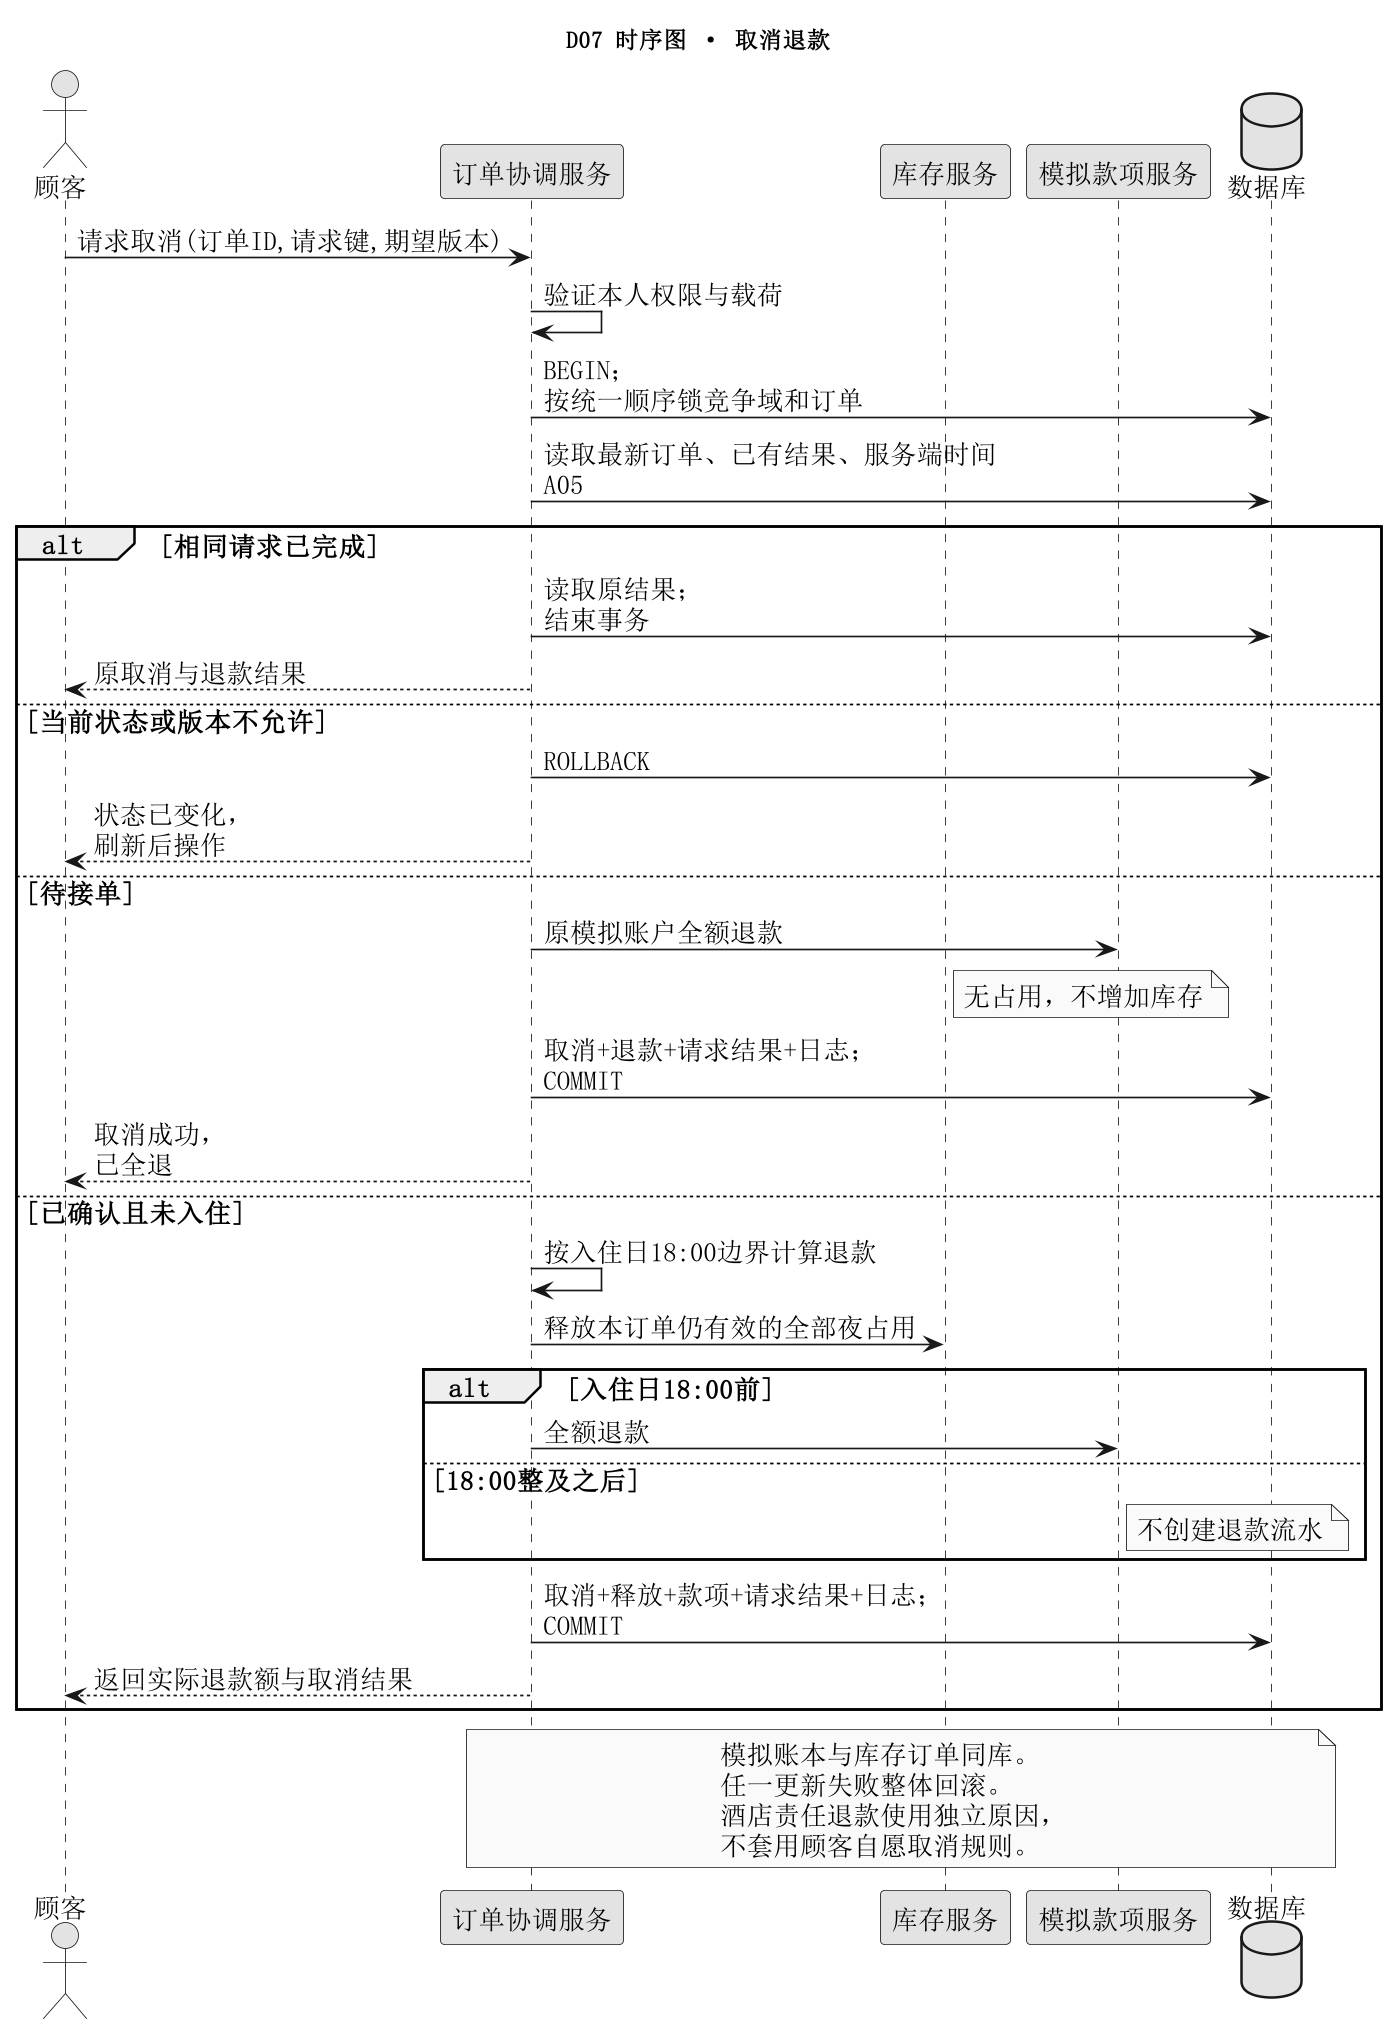 D07 时序图 · 取消退款
顾客
订单协调服务
库存服务
模拟款项服务
数据库
请求取消(订单ID,请求键,期望版本)
验证本人权限与载荷
BEGIN;
按统一顺序锁竞争域和订单
读取最新订单、已有结果、服务端时间
A05
alt
[相同请求已完成]
读取原结果;
结束事务
原取消与退款结果
[当前状态或版本不允许]
ROLLBACK
状态已变化,
刷新后操作
[待接单]
原模拟账户全额退款
无占用，不增加库存
取消+退款+请求结果+日志;
COMMIT
取消成功,
已全退
[已确认且未入住]
按入住日18:00边界计算退款
释放本订单仍有效的全部夜占用
alt
[入住日18:00前]
全额退款
[18:00整及之后]
不创建退款流水
取消+释放+款项+请求结果+日志;
COMMIT
返回实际退款额与取消结果
模拟账本与库存订单同库。
任一更新失败整体回滚。
酒店责任退款使用独立原因,
不套用顾客自愿取消规则。
顾客
订单协调服务
库存服务
模拟款项服务
数据库